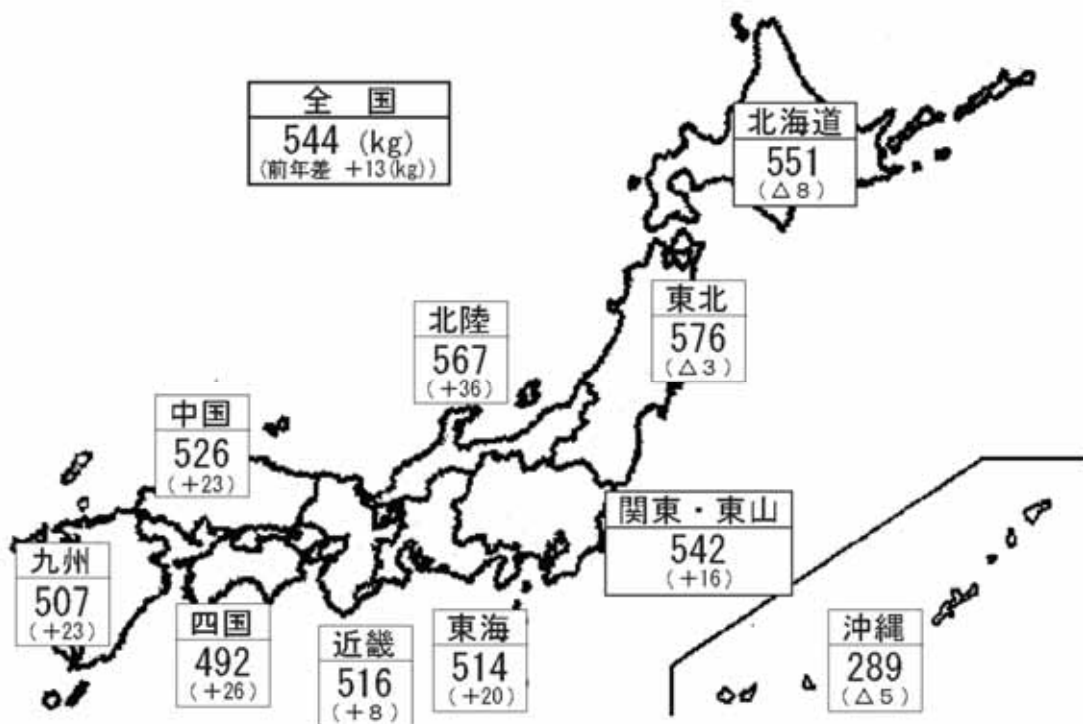 全 国
544 (kg)
(前年差 +13(kg))
北海道
551
(△8)
東北
576
(△3)
北陸
567
(+36)
中国
526
(+23)
関東・東山
542
(+16)
九州
507
(+23)
四国
492
(+26)
近畿
516
(+8)
東海
514
(+20)
沖縄
289
(△5)